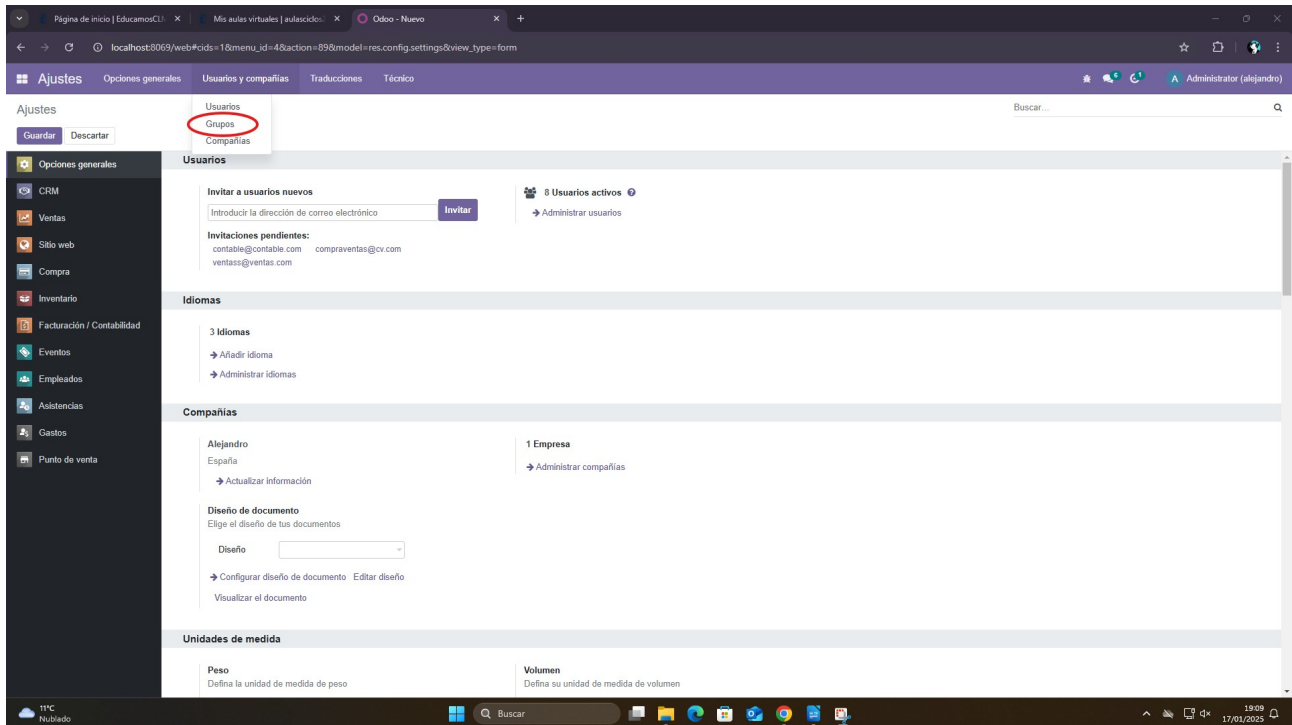 Página de inicio | EducamosCLM
Mis aulas virtuales | aulasciclos
Odoo - Nuevo
localhost:8069/web#cids=1&menu_id=4&action=89&model=res.config.settings&view_type=form
Ajustes Opciones generales Usuarios y compañías Traducciones Técnico
6 1 A Administrator (alejandro)
Ajustes
Usuarios
Buscar...
Grupos
Guardar Descartar
Compañías
Opciones generales
CRM
Ventas
Sitio web
Compra
Inventario
Facturación / Contabilidad
Eventos
Empleados
Asistencias
Gastos
Punto de venta
Usuarios
Invitar a usuarios nuevos
8 Usuarios activos
Introducir la dirección de correo electrónico Invitar
Administrar usuarios
Invitaciones pendientes:
contable@contable.com compraventas@cv.com
ventass@ventas.com
Idiomas
3 Idiomas
Añadir idioma
Administrar idiomas
Compañías
Alejandro
1 Empresa
España
Administrar compañías
Actualizar información
Diseño de documento
Elige el diseño de tus documentos
Diseño
Configurar diseño de documento Editar diseño
Visualizar el documento
Unidades de medida
Peso
Volumen
Defina la unidad de medida de peso
Defina su unidad de medida de volumen
11°C
Nublado
Buscar
19:09
17/01/2025